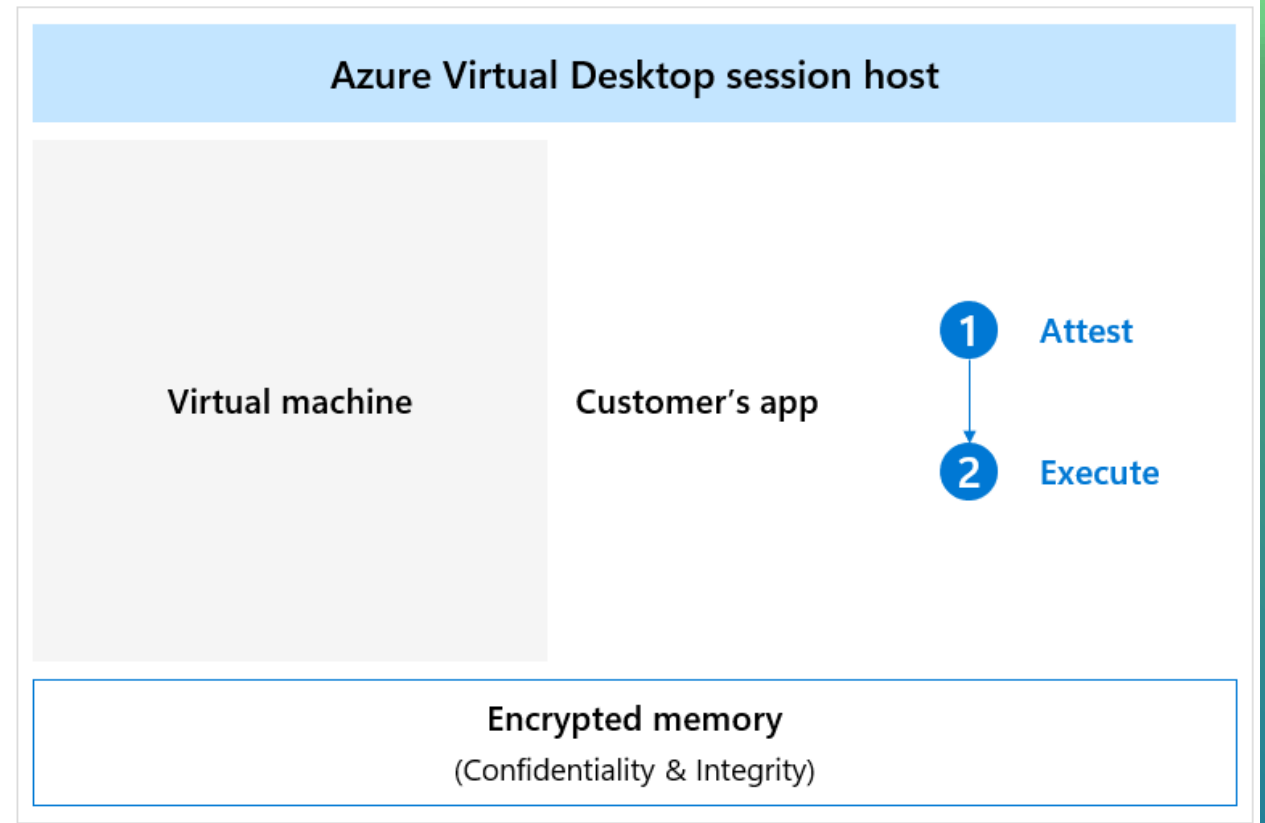 Azure Virtual Desktop session host
Virtual machine
Customer’s app
1 Attest
2 Execute
Encrypted memory
(Confidentiality & Integrity)